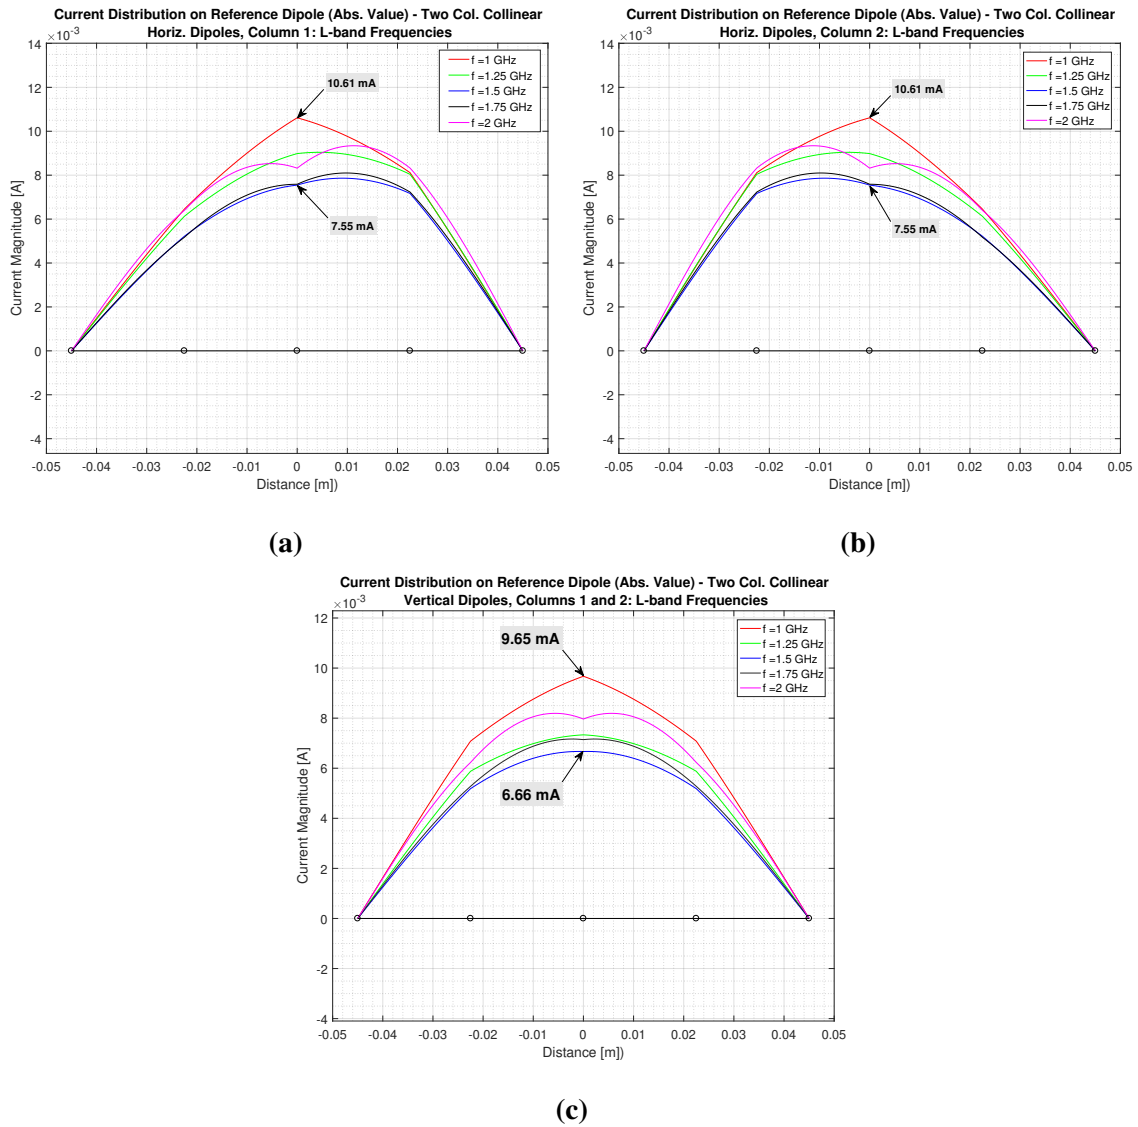 Current Distribution on Reference Dipole (Abs. Value) - Two Col. Collinear
Horiz. Dipoles, Column 1: L-band Frequencies
×10⁻³
14
12
10
8
6
4
2
0
-2
-4
Current Magnitude [A]
f =1 GHz
f =1.25 GHz
f =1.5 GHz
f =1.75 GHz
f =2 GHz
10.61 mA
7.55 mA
-0.05 -0.04 -0.03 -0.02 -0.01 0 0.01 0.02 0.03 0.04 0.05
Distance [m])
(a)
Current Distribution on Reference Dipole (Abs. Value) - Two Col. Collinear
Horiz. Dipoles, Column 2: L-band Frequencies
×10⁻³
14
12
10
8
6
4
2
0
-2
-4
Current Magnitude [A]
f =1 GHz
f =1.25 GHz
f =1.5 GHz
f =1.75 GHz
f =2 GHz
10.61 mA
7.55 mA
-0.05 -0.04 -0.03 -0.02 -0.01 0 0.01 0.02 0.03 0.04 0.05
Distance [m])
(b)
Current Distribution on Reference Dipole (Abs. Value) - Two Col. Collinear
Vertical Dipoles, Columns 1 and 2: L-band Frequencies
×10⁻³
12
10
8
6
4
2
0
-2
-4
Current Magnitude [A]
f =1 GHz
f =1.25 GHz
f =1.5 GHz
f =1.75 GHz
f =2 GHz
9.65 mA
6.66 mA
-0.05 -0.04 -0.03 -0.02 -0.01 0 0.01 0.02 0.03 0.04 0.05
Distance [m])
(c)